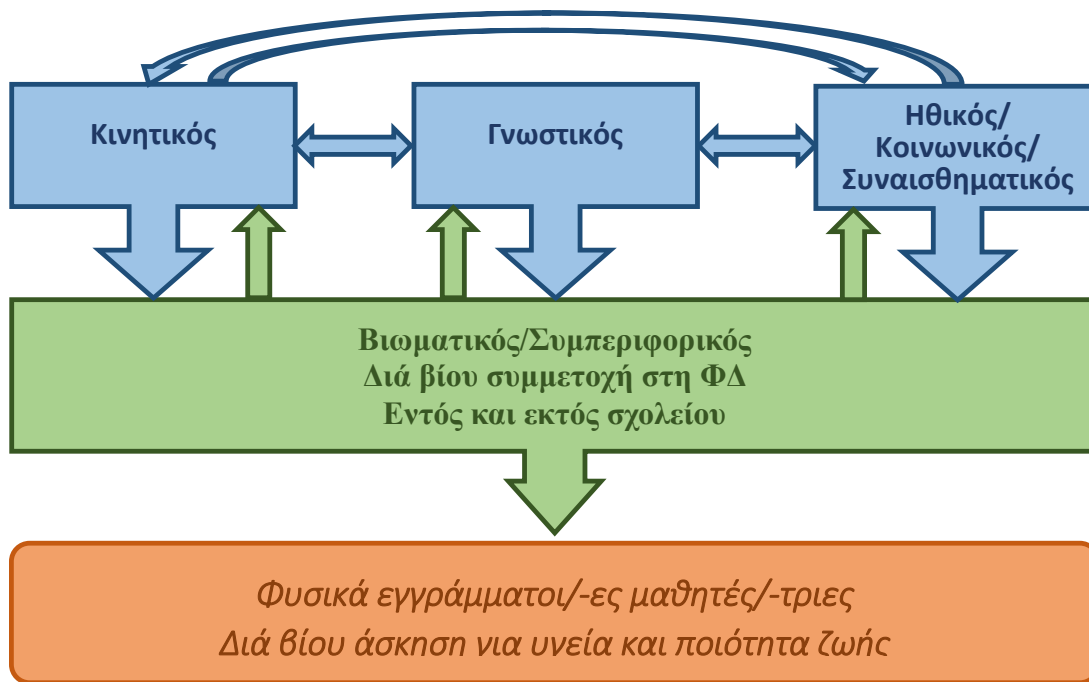 Κινητικός
Γνωστικός
Ηθικός/
Κοινωνικός/
Συναισθηματικός
Βιωματικός/Συμπεριφορικός
Διά βίου συμμετοχή στη ΦΔ
Εντός και εκτός σχολείου
Φυσικά εγγράμματοι/-ες μαθητές/-τριες
Διά βίου άσκηση για υγεία και ποιότητα ζωής